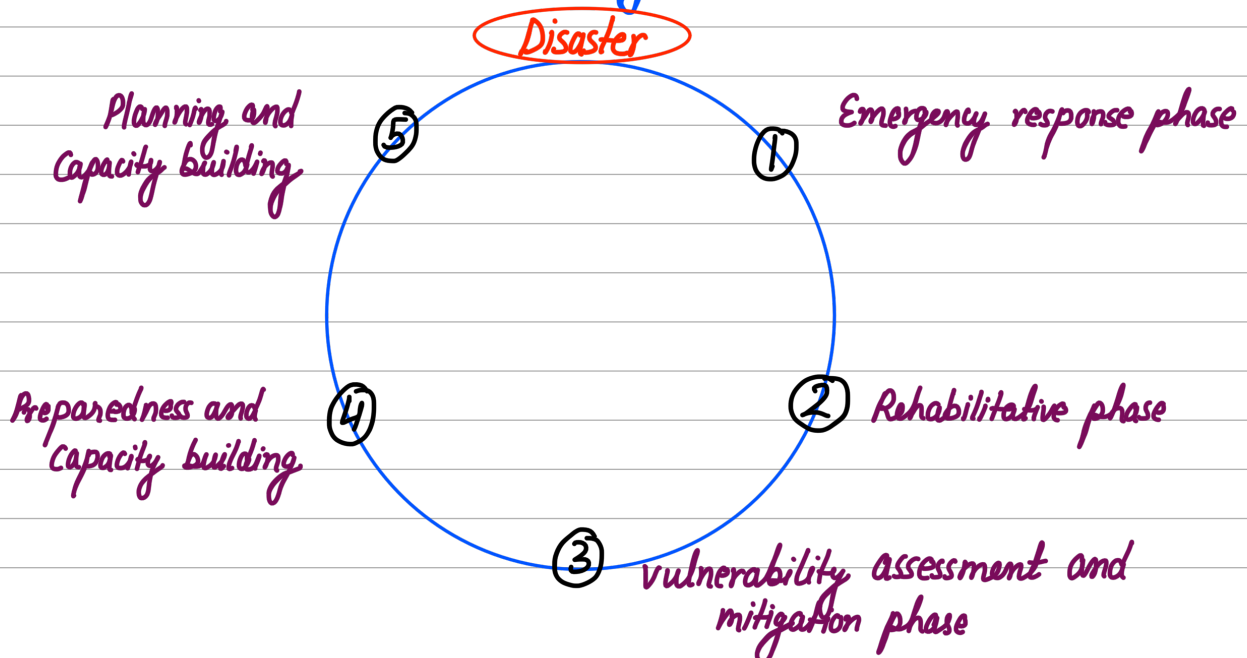 Disaster
Planning and
Capacity building
5
1
Emergency response phase
Preparedness and
Capacity building
4
2
Rehabilitative phase
3
vulnerability assessment and
mitigation phase